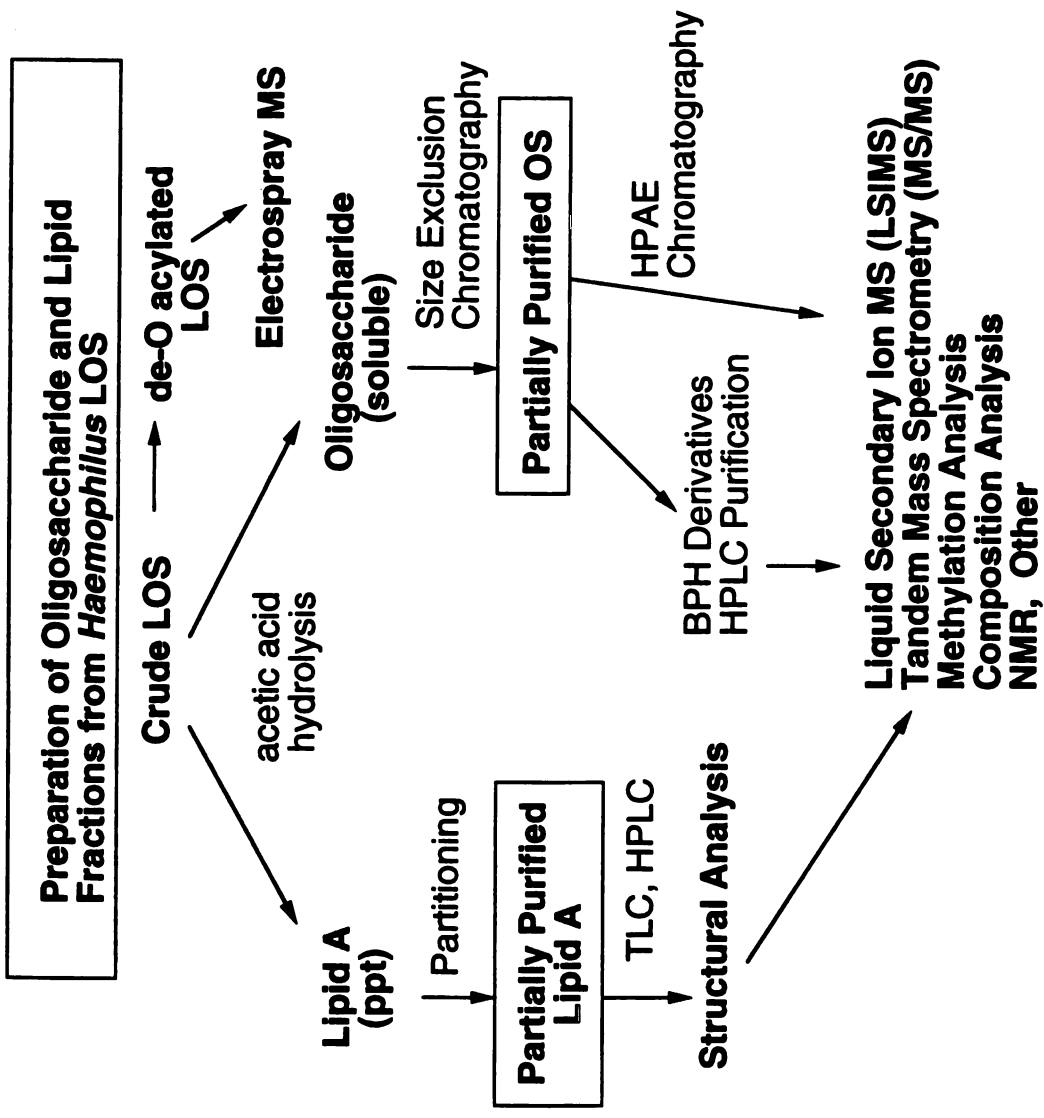 Preparation of Oligosaccharide and Lipid
Fractions from Haemophilus LOS
Crude LOS
de-O acylated
LOS
Electrospray MS
acetic acid
hydrolysis
Lipid A
(ppt)
Oligosaccharide
(soluble)
Partitioning
Size Exclusion
Chromatography
Partially Purified
Lipid A
Partially Purified OS
TLC, HPLC
HPAE
Chromatography
BPH Derivatives
HPLC Purification
Structural Analysis
Liquid Secondary Ion MS (LSIMS)
Tandem Mass Spectrometry (MS/MS)
Methylation Analysis
Composition Analysis
NMR, Other